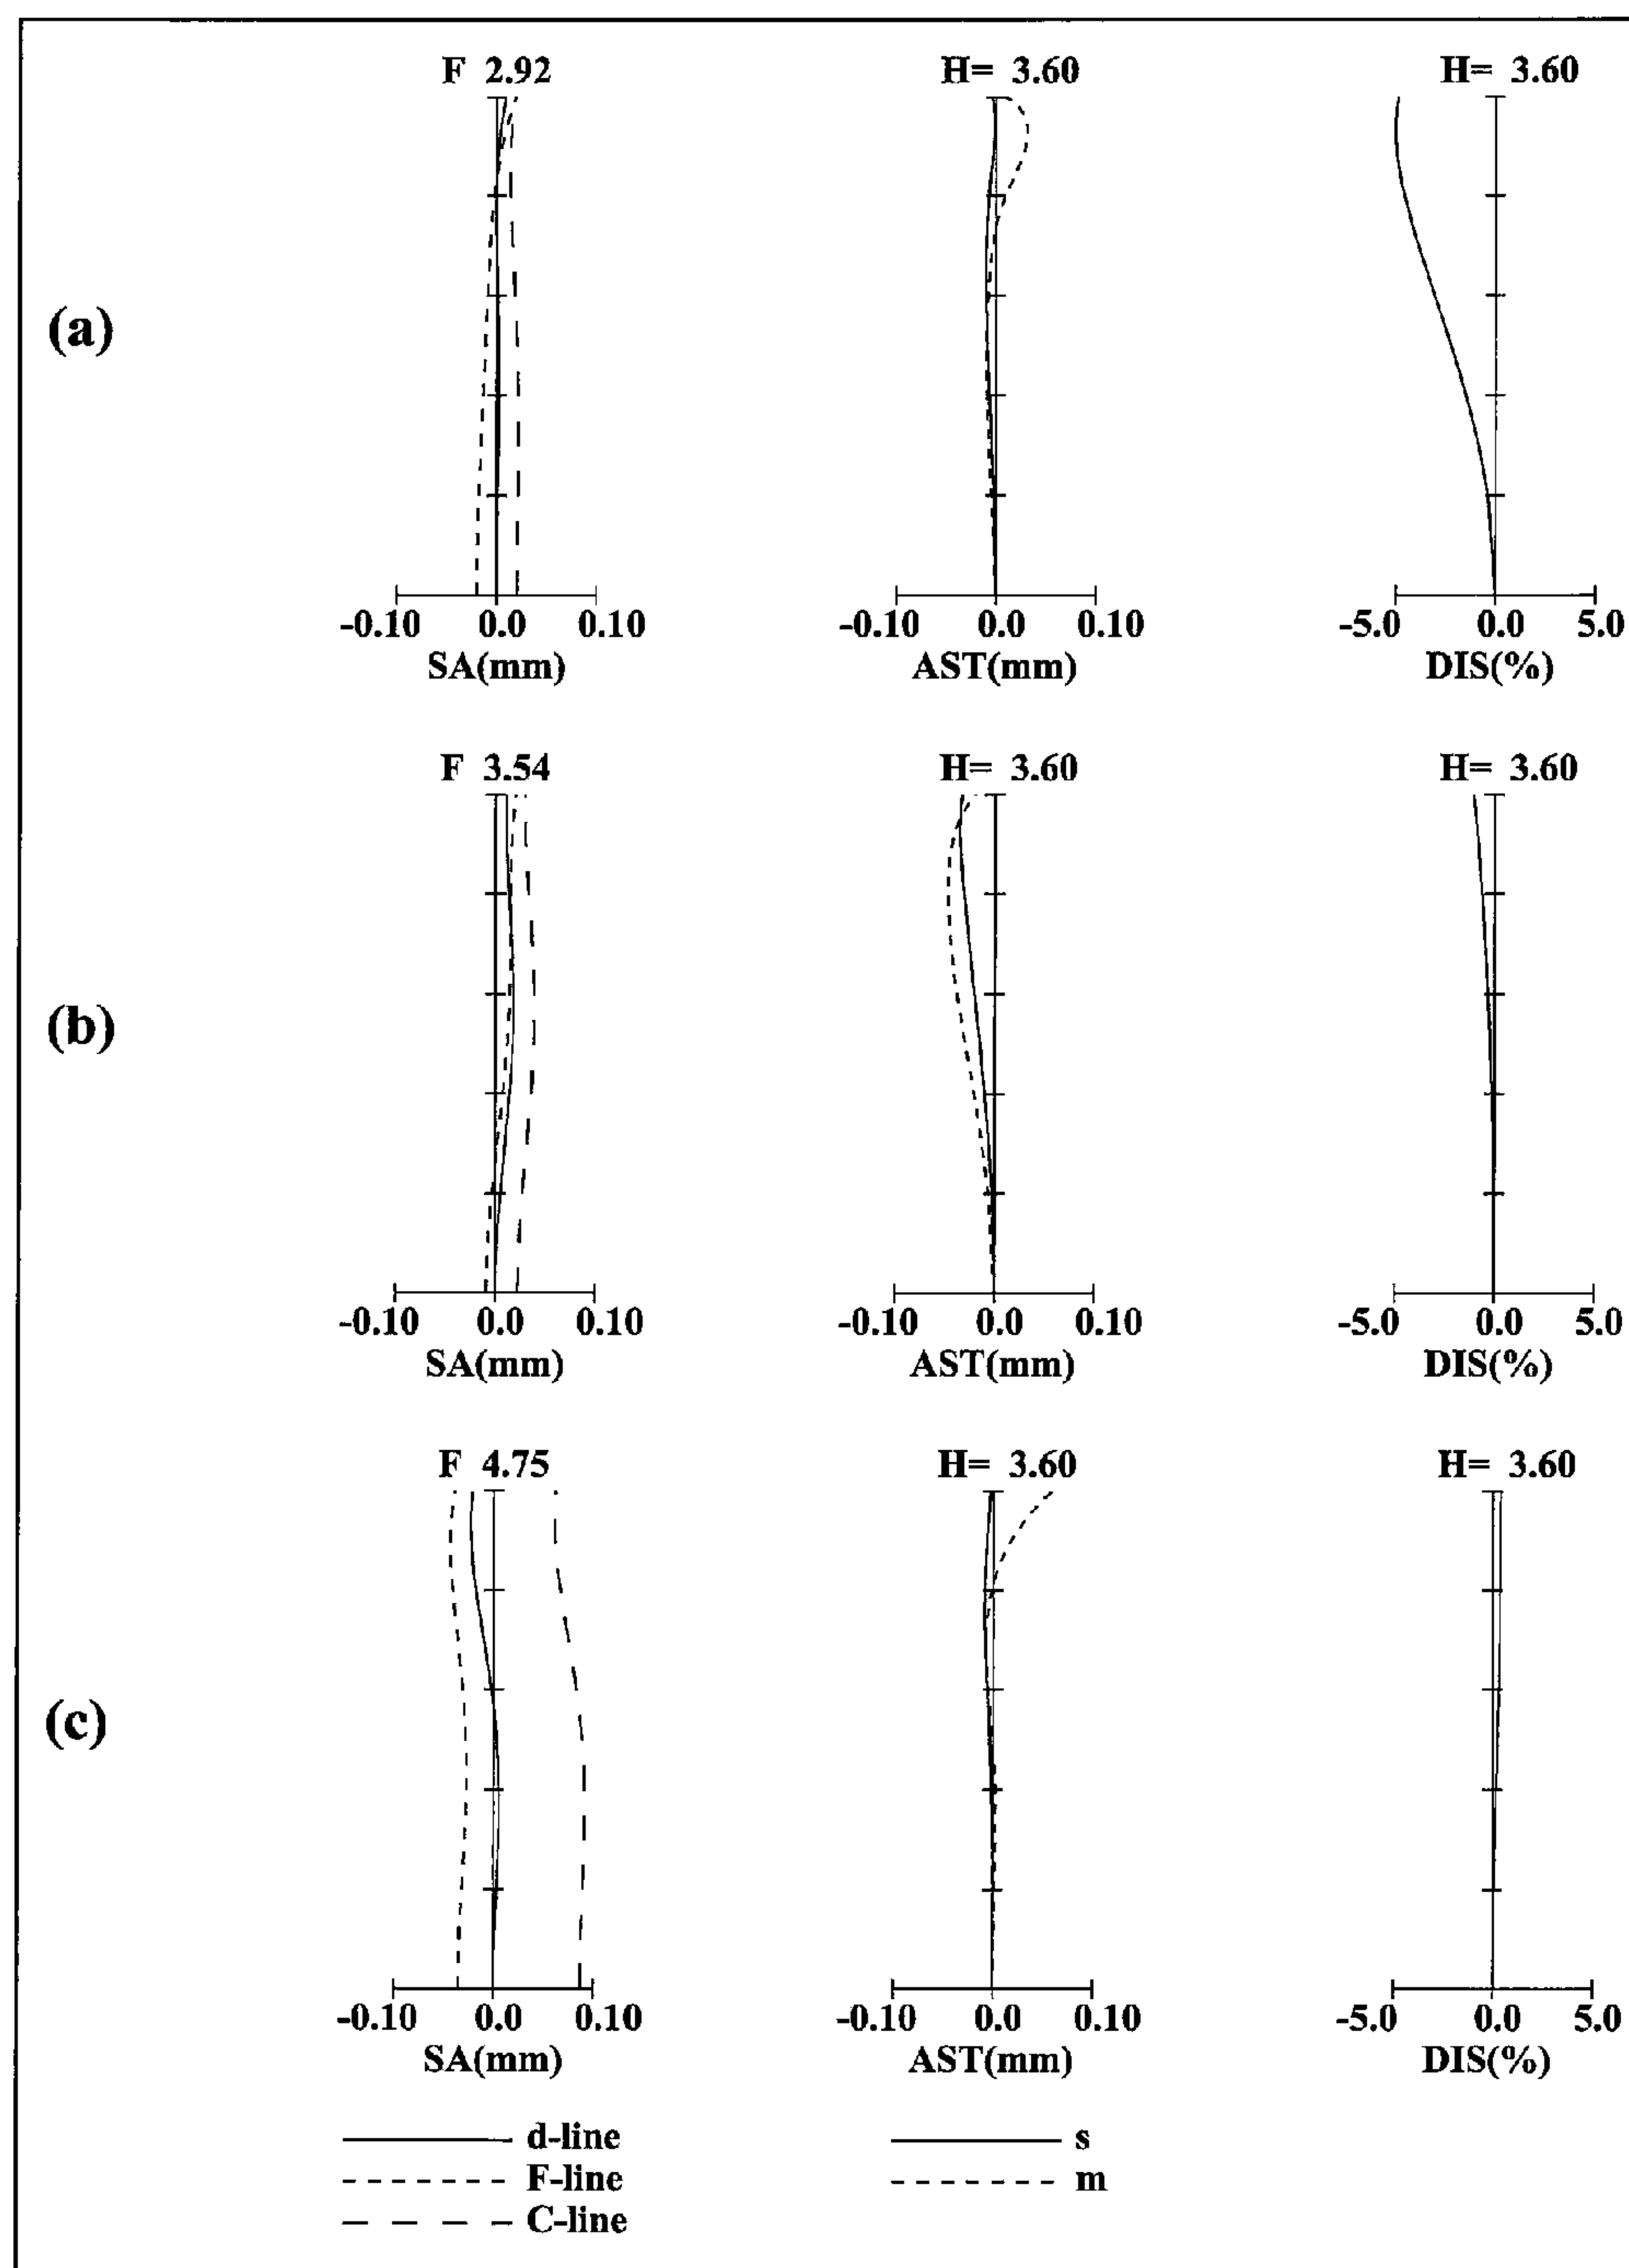 F 2.92
H= 3.60
H= 3.60
(a)
-0.10 0.0 0.10
SA(mm)
-0.10 0.0 0.10
AST(mm)
-5.0 0.0 5.0
DIS(%)
F 3.54
H= 3.60
H= 3.60
(b)
-0.10 0.0 0.10
SA(mm)
-0.10 0.0 0.10
AST(mm)
-5.0 0.0 5.0
DIS(%)
F 4.75
H= 3.60
H= 3.60
(c)
-0.10 0.0 0.10
SA(mm)
-0.10 0.0 0.10
AST(mm)
-5.0 0.0 5.0
DIS(%)
d-line
F-line
C-line
s
m